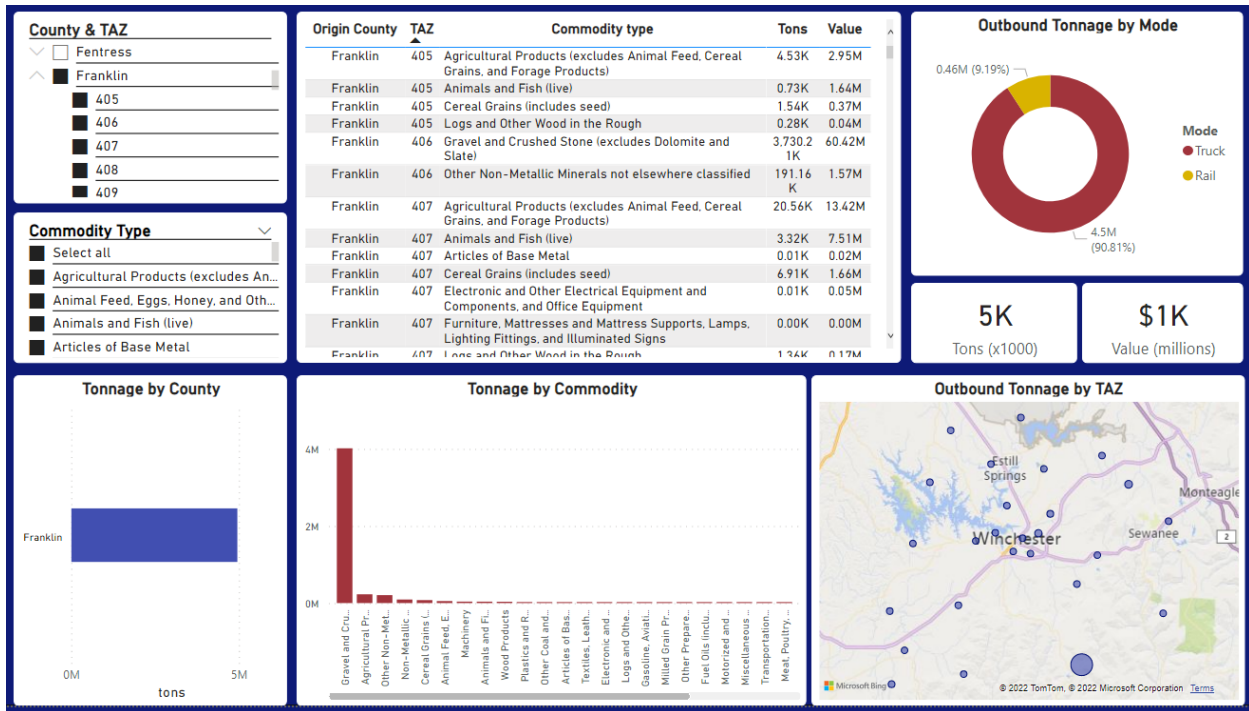 County & TAZ
Fentress
Franklin
405
406
407
408
409
Commodity Type
Select all
Agricultural Products (excludes An...
Animal Feed, Eggs, Honey, and Oth...
Animals and Fish (live)
Articles of Base Metal
Origin County TAZ Commodity type Tons Value
Franklin 405 Agricultural Products (excludes Animal Feed, Cereal 4.53K 2.95M
Grains, and Forage Products)
Franklin 405 Animals and Fish (live) 0.73K 1.64M
Franklin 405 Cereal Grains (includes seed) 1.54K 0.37M
Franklin 405 Logs and Other Wood in the Rough 0.28K 0.04M
Franklin 406 Gravel and Crushed Stone (excludes Dolomite and 3,730.2 60.42M
Slate) 1K
Franklin 406 Other Non-Metallic Minerals not elsewhere classified 191.16 1.57M
K
Franklin 407 Agricultural Products (excludes Animal Feed, Cereal 20.56K 13.42M
Grains, and Forage Products)
Franklin 407 Animals and Fish (live) 3.32K 7.51M
Franklin 407 Articles of Base Metal 0.01K 0.02M
Franklin 407 Cereal Grains (includes seed) 6.91K 1.66M
Franklin 407 Electronic and Other Electrical Equipment and 0.01K 0.05M
Components, and Office Equipment
Franklin 407 Furniture, Mattresses and Mattress Supports, Lamps, 0.00K 0.00M
Lighting Fittings, and Illuminated Signs
Franklin 407 Logs and Other Wood in the Rough 1.36K 0.17M
Outbound Tonnage by Mode
0.46M (9.19%)
4.5M
(90.81%)
Mode
Truck
Rail
5K
Tons (x1000)
$1K
Value (millions)
Tonnage by County
Franklin
0M 5M
tons
Tonnage by Commodity
4M
2M
0M
Gravel and Cru...
Agricultural Pr...
Other Non-Met...
Non-Metallic ...
Cereal Grains (...
Animal Feed, E...
Machinery
Animals and Fi...
Wood Products
Plastics and R...
Other Coal and...
Articles of Bas...
Textiles, Leath...
Electronic and ...
Logs and Othe...
Gasoline, Aviati...
Milled Grain Pr...
Other Prepare...
Fuel Oils (inclu...
Motorized and ...
Miscellaneous ...
Transportation...
Meat, Poultry, ...
Outbound Tonnage by TAZ
Estill
Springs
Monteagle
Sewanee
2
Winchester
Microsoft Bing
© 2022 TomTom, © 2022 Microsoft Corporation Terms